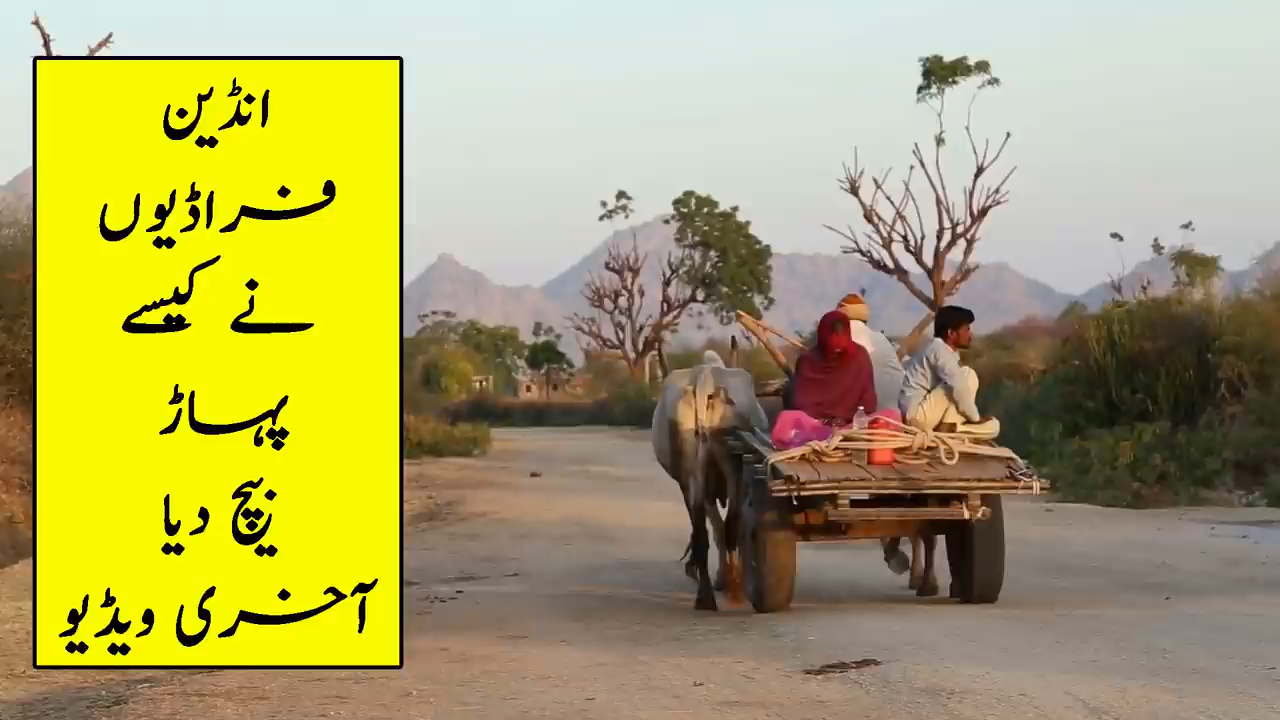 انڈین
فراڈیوں
نے کیسے
پہاڑ
بیچ دیا
آخری ویڈیو